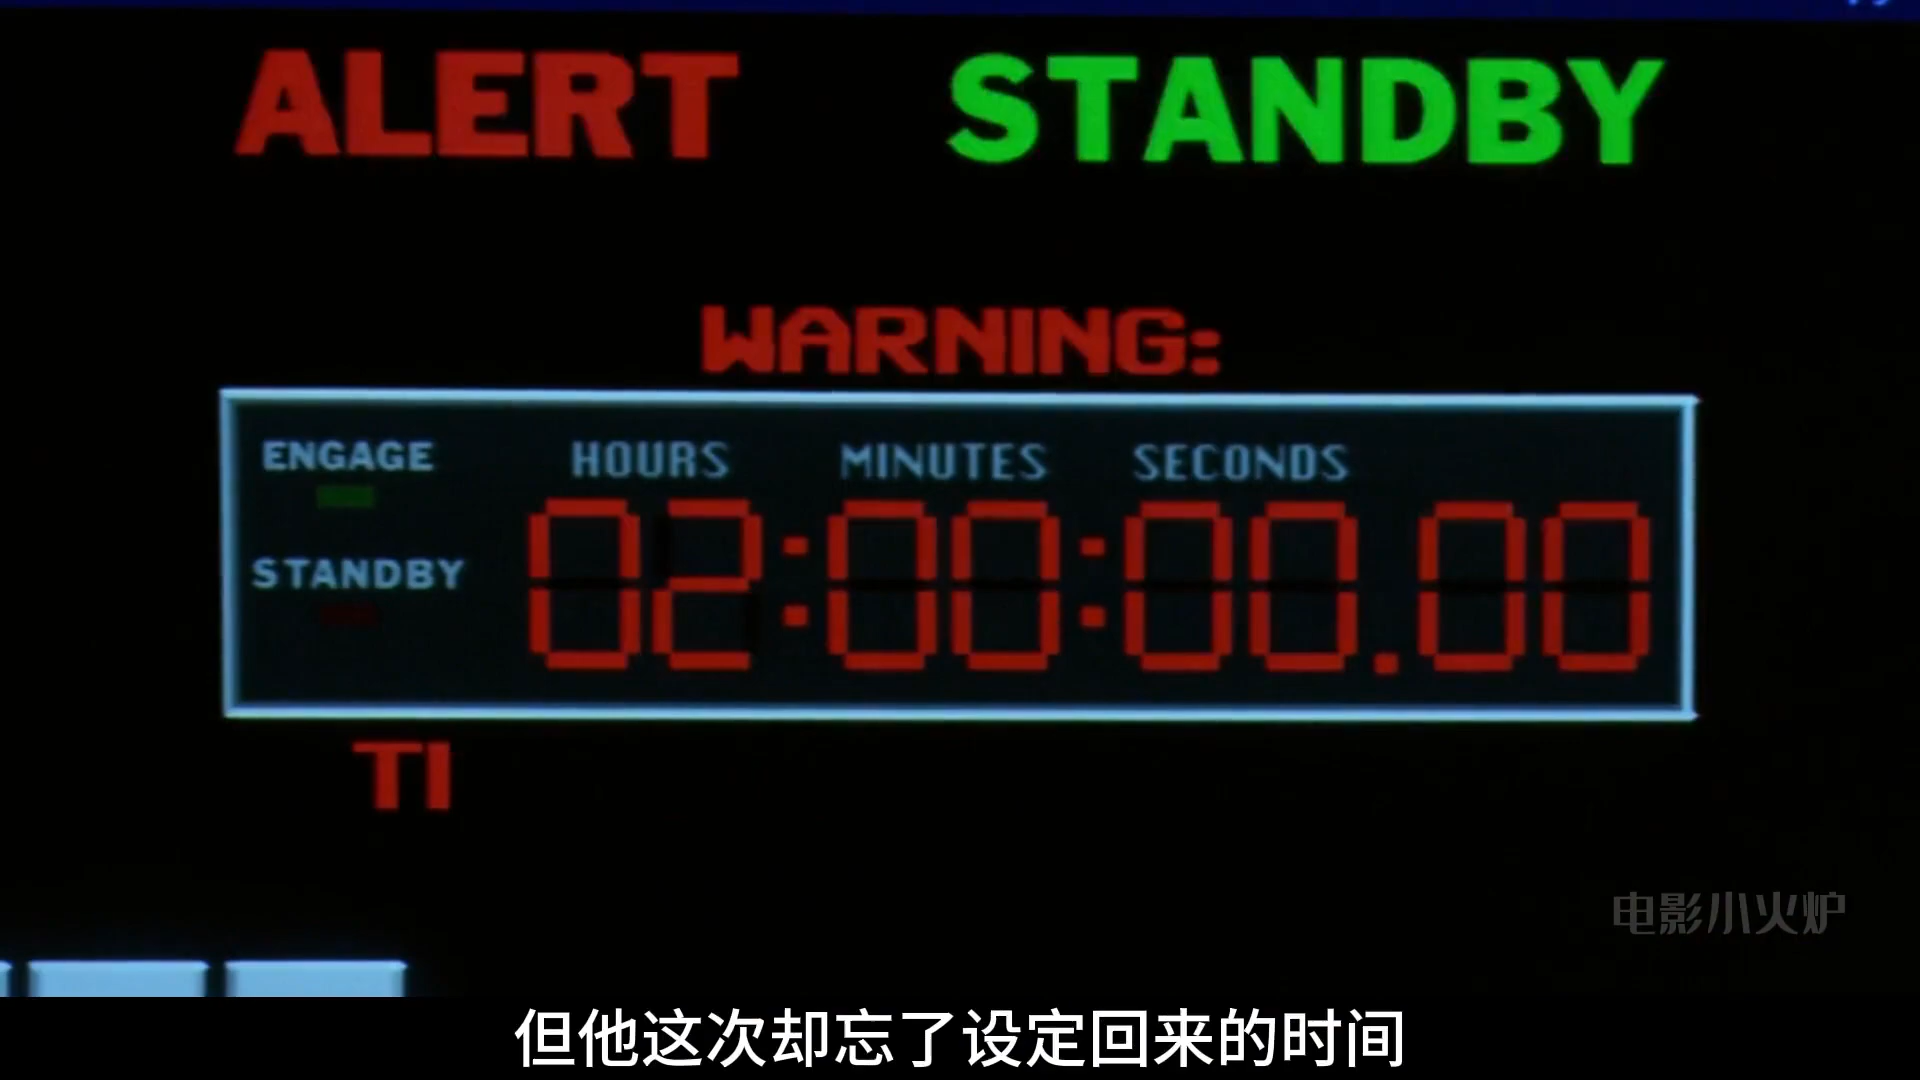 ALERT STANDBY
WARNING:
ENGAGE HOURS MINUTES SECONDS
02:00:00.00
STANDBY
TI
电影小火炉
但他这次却忘了设定回来的时间